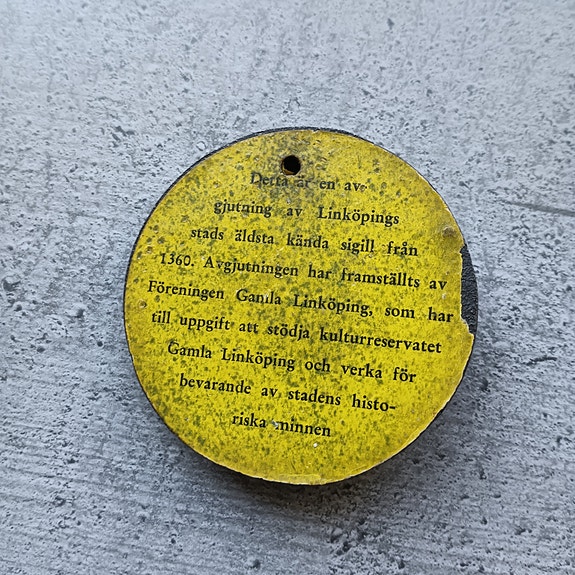 Detta är en av-
gjutning av Linköpings
stads äldsta kända sigill från
1360. Avgjutningen har framställts av
Föreningen Gamla Linköping, som har
till uppgift att stödja kulturreservatet
Gamla Linköping och verka för
bevarande av stadens histo-
riska minnen